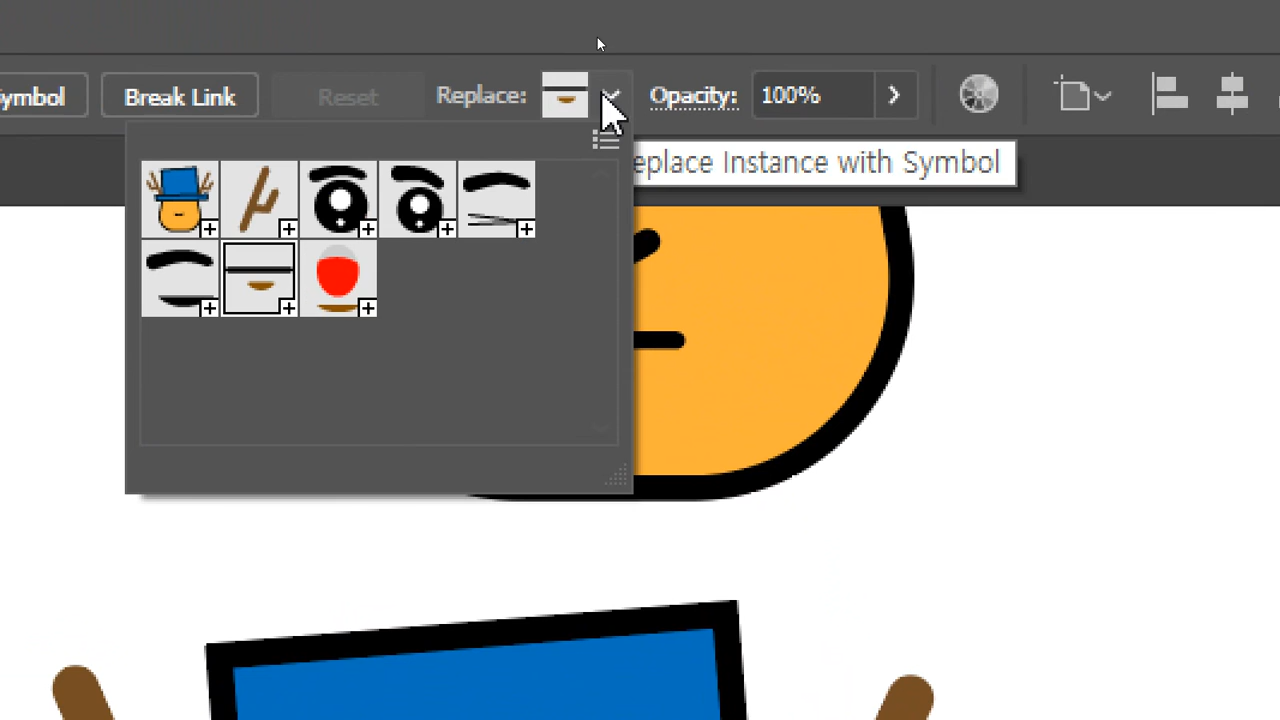 ymbol Break Link Reset Replace: Opacity: 100%
eplace Instance with Symbol